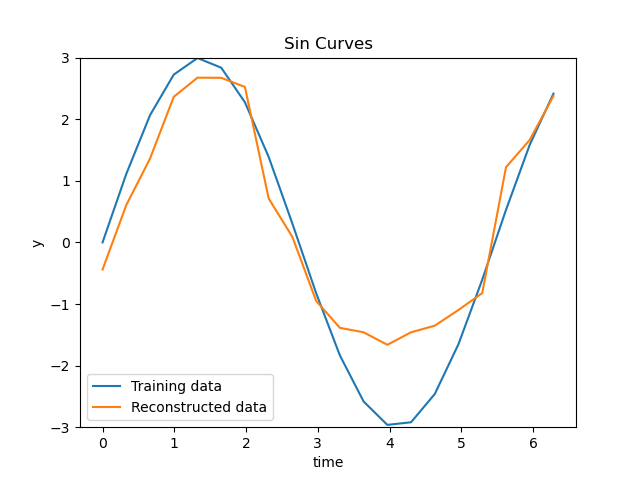 Sin Curves
3
2
1
0
−1
−2
−3
y
Training data
Reconstructed data
0 1 2 3 4 5 6
time